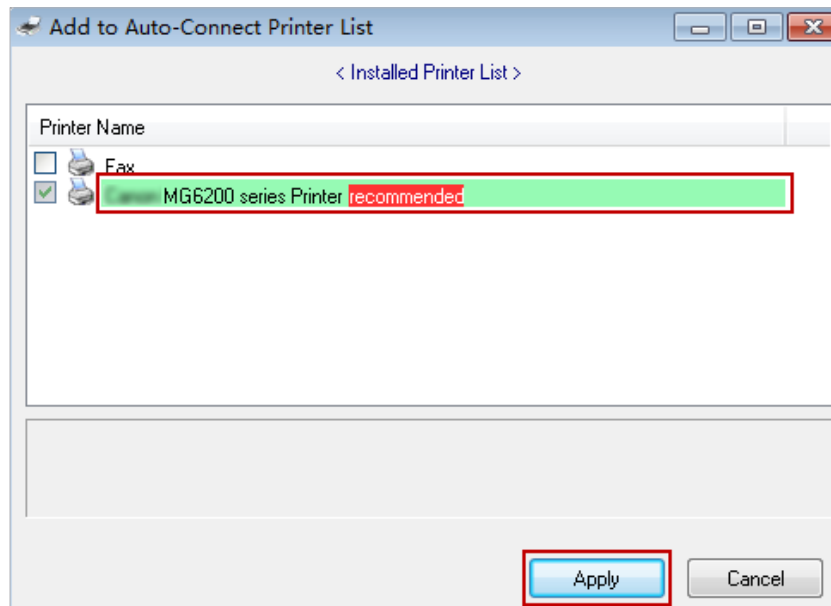 Add to Auto-Connect Printer List
< Installed Printer List >
Printer Name
Fax
MG6200 series Printer recommended
Apply
Cancel